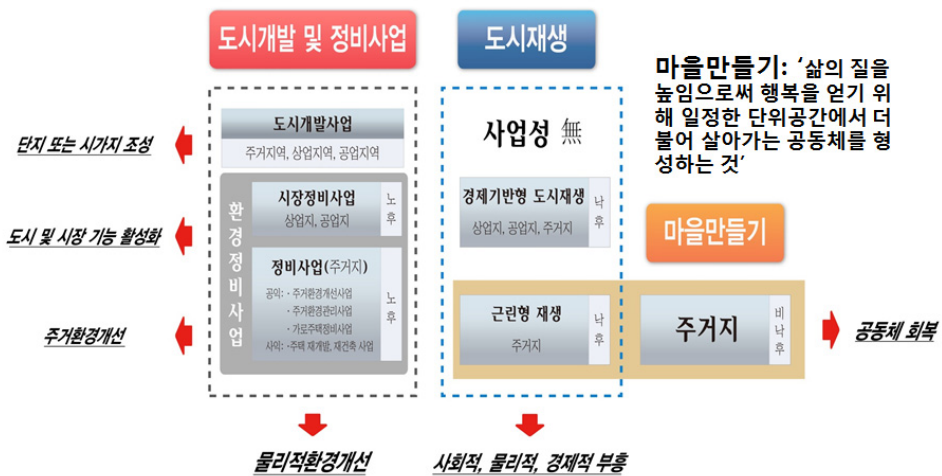 도시개발 및 정비사업
도시재생
마을만들기: ‘삶의 질을
높임으로써 행복을 얻기 위
해 일정한 단위공간에서 더
불어 살아가는 공동체를 형
성하는 것’
단지 또는 시가지 조성
도시개발사업
주거지역, 상업지역, 공업지역
사업성 無
도시 및 시장 기능 활성화
환경정비사업
시장정비사업
상업지, 공업지
노후
경제기반형 도시재생
상업지, 공업지, 주거지
낙후
마을만들기
주거환경개선
정비사업(주거지)
공익: · 주거환경개선사업
· 주거환경관리사업
· 가로주택정비사업
사익: · 주택 재개발, 재건축 사업
노후
근린형 재생
주거지
낙후
주거지
비낙후
공동체 회복
물리적환경개선
사회적, 물리적, 경제적 부흥